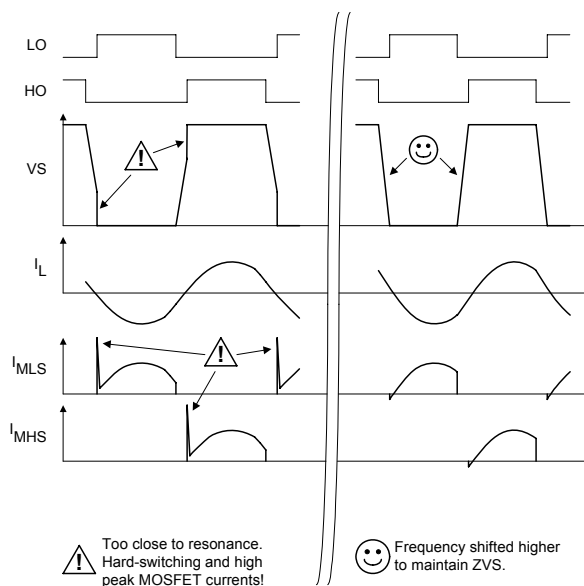 LO
HO
VS
!
I_L
I_MLS
!
I_MHS
! Too close to resonance.
Hard-switching and high
peak MOSFET currents!
Frequency shifted higher
to maintain ZVS.